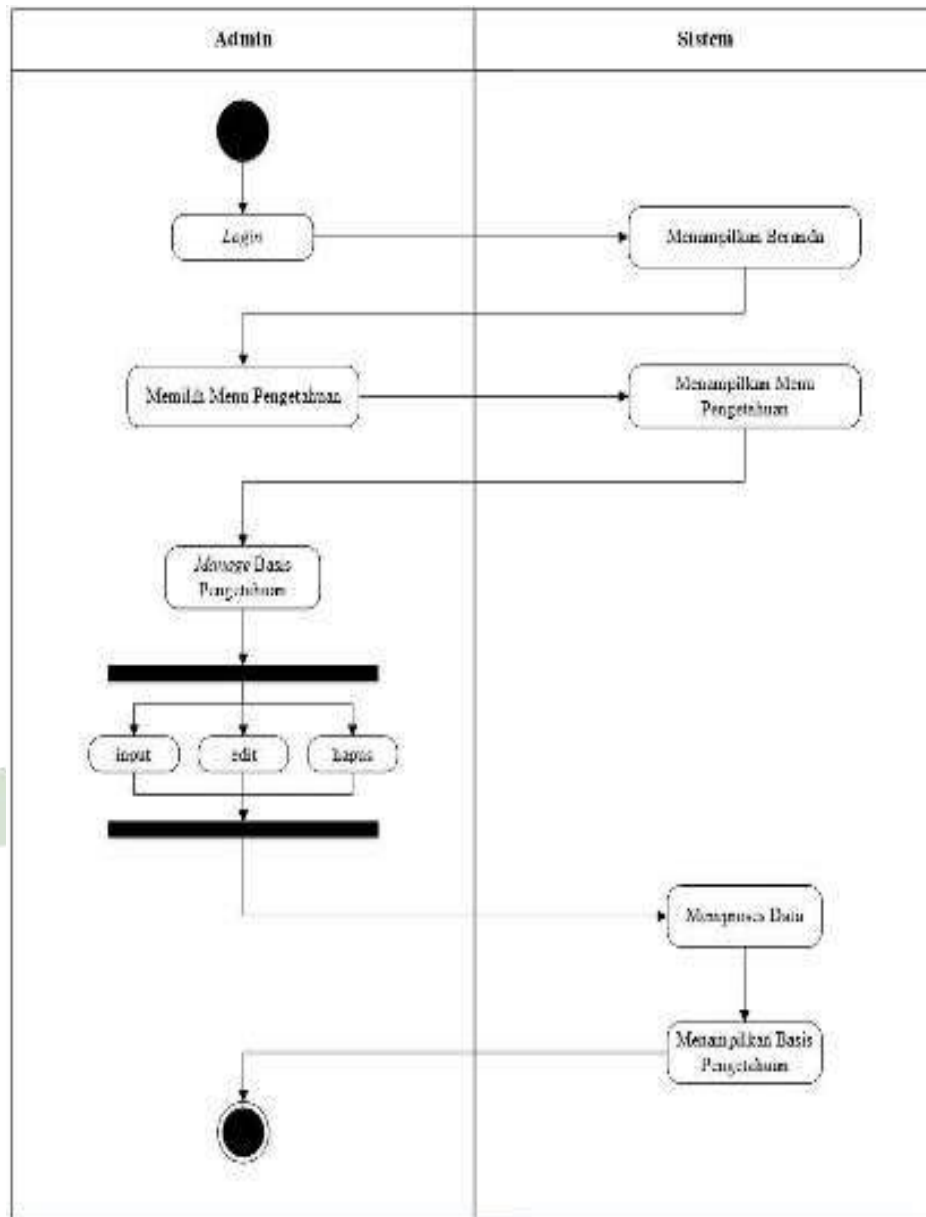 Admin
Sistem
Login
Menampilkan Beranda
Memilih Menu Pengetahuan
Menampilkan Menu
Pengetahuan
Manage Basis
Pengetahuan
input
edit
hapus
Memproses Data
Menampilkan Basis
Pengetahuan